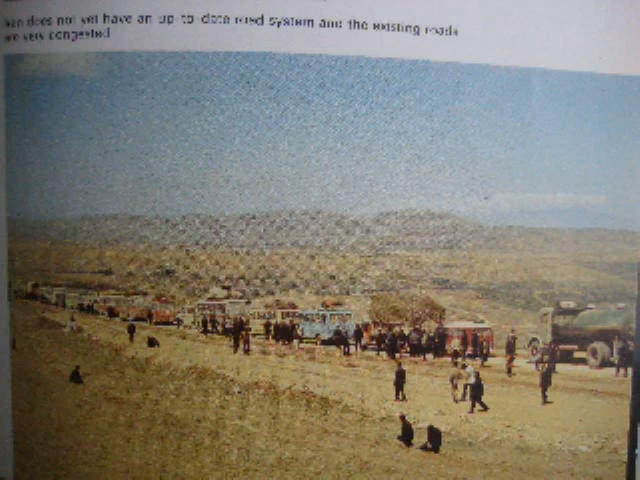 does not yet have an up-to-date road system and the existing roads
are very congested